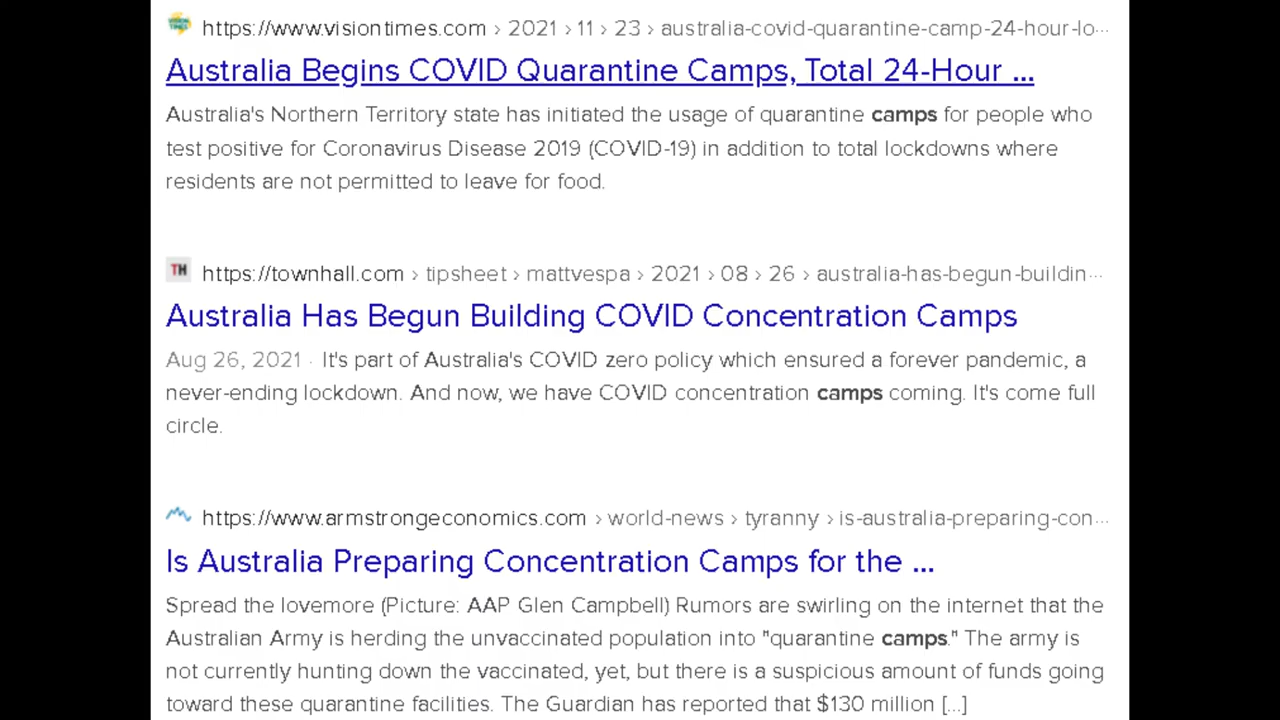 https://www.visiontimes.com › 2021 › 11 › 23 › australia-covid-quarantine-camp-24-hour-lo...
Australia Begins COVID Quarantine Camps, Total 24-Hour ...
Australia's Northern Territory state has initiated the usage of quarantine camps for people who
test positive for Coronavirus Disease 2019 (COVID-19) in addition to total lockdowns where
residents are not permitted to leave for food.
TH https://townhall.com › tipsheet › mattvespa › 2021 › 08 › 26 › australia-has-begun-buildin...
Australia Has Begun Building COVID Concentration Camps
Aug 26, 2021 · It's part of Australia's COVID zero policy which ensured a forever pandemic, a
never-ending lockdown. And now, we have COVID concentration camps coming. It's come full
circle.
https://www.armstrongeconomics.com › world-news › tyranny › is-australia-preparing-con...
Is Australia Preparing Concentration Camps for the ...
Spread the lovemore (Picture: AAP Glen Campbell) Rumors are swirling on the internet that the
Australian Army is herding the unvaccinated population into "quarantine camps." The army is
not currently hunting down the vaccinated, yet, but there is a suspicious amount of funds going
toward these quarantine facilities. The Guardian has reported that $130 million [...]